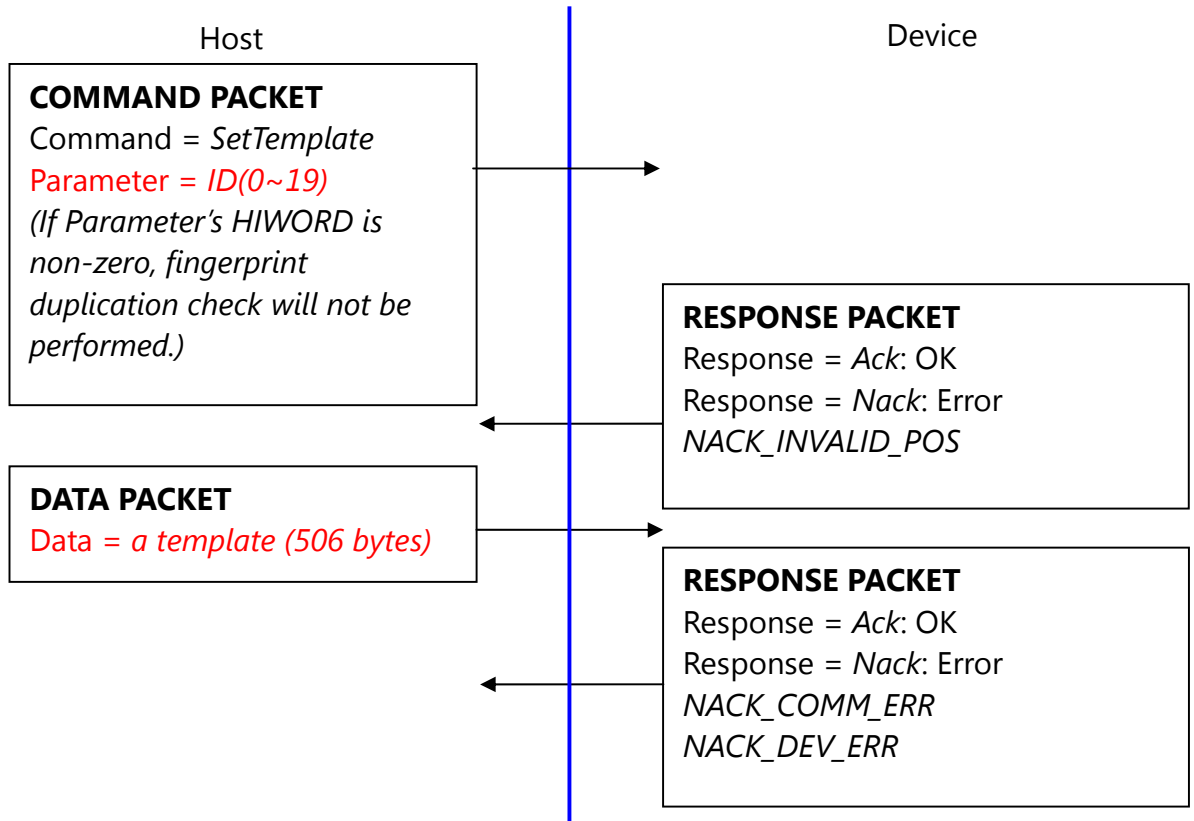 Host
Device
COMMAND PACKET
Command = SetTemplate
Parameter = ID(0~19)
(If Parameter’s HIWORD is
non-zero, fingerprint
duplication check will not be
performed.)
RESPONSE PACKET
Response = Ack: OK
Response = Nack: Error
NACK_INVALID_POS
DATA PACKET
Data = a template (506 bytes)
RESPONSE PACKET
Response = Ack: OK
Response = Nack: Error
NACK_COMM_ERR
NACK_DEV_ERR